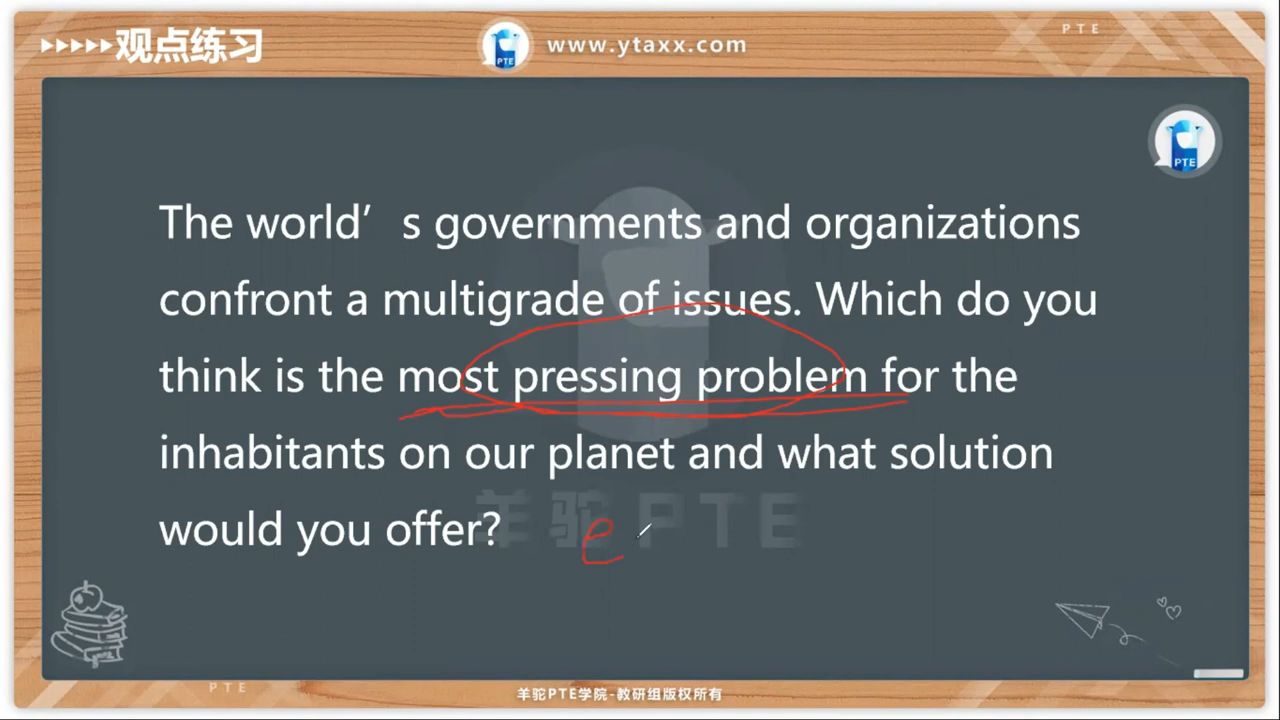 ▸▸▸▸▸观点练习
PTE
www.ytaxx.com
PTE
PTE
The world’s governments and organizations
confront a multigrade of issues. Which do you
think is the most pressing problem for the
inhabitants on our planet and what solution
would you offer?
羊驼PTE
e
PTE
羊驼PTE学院-教研组版权所有